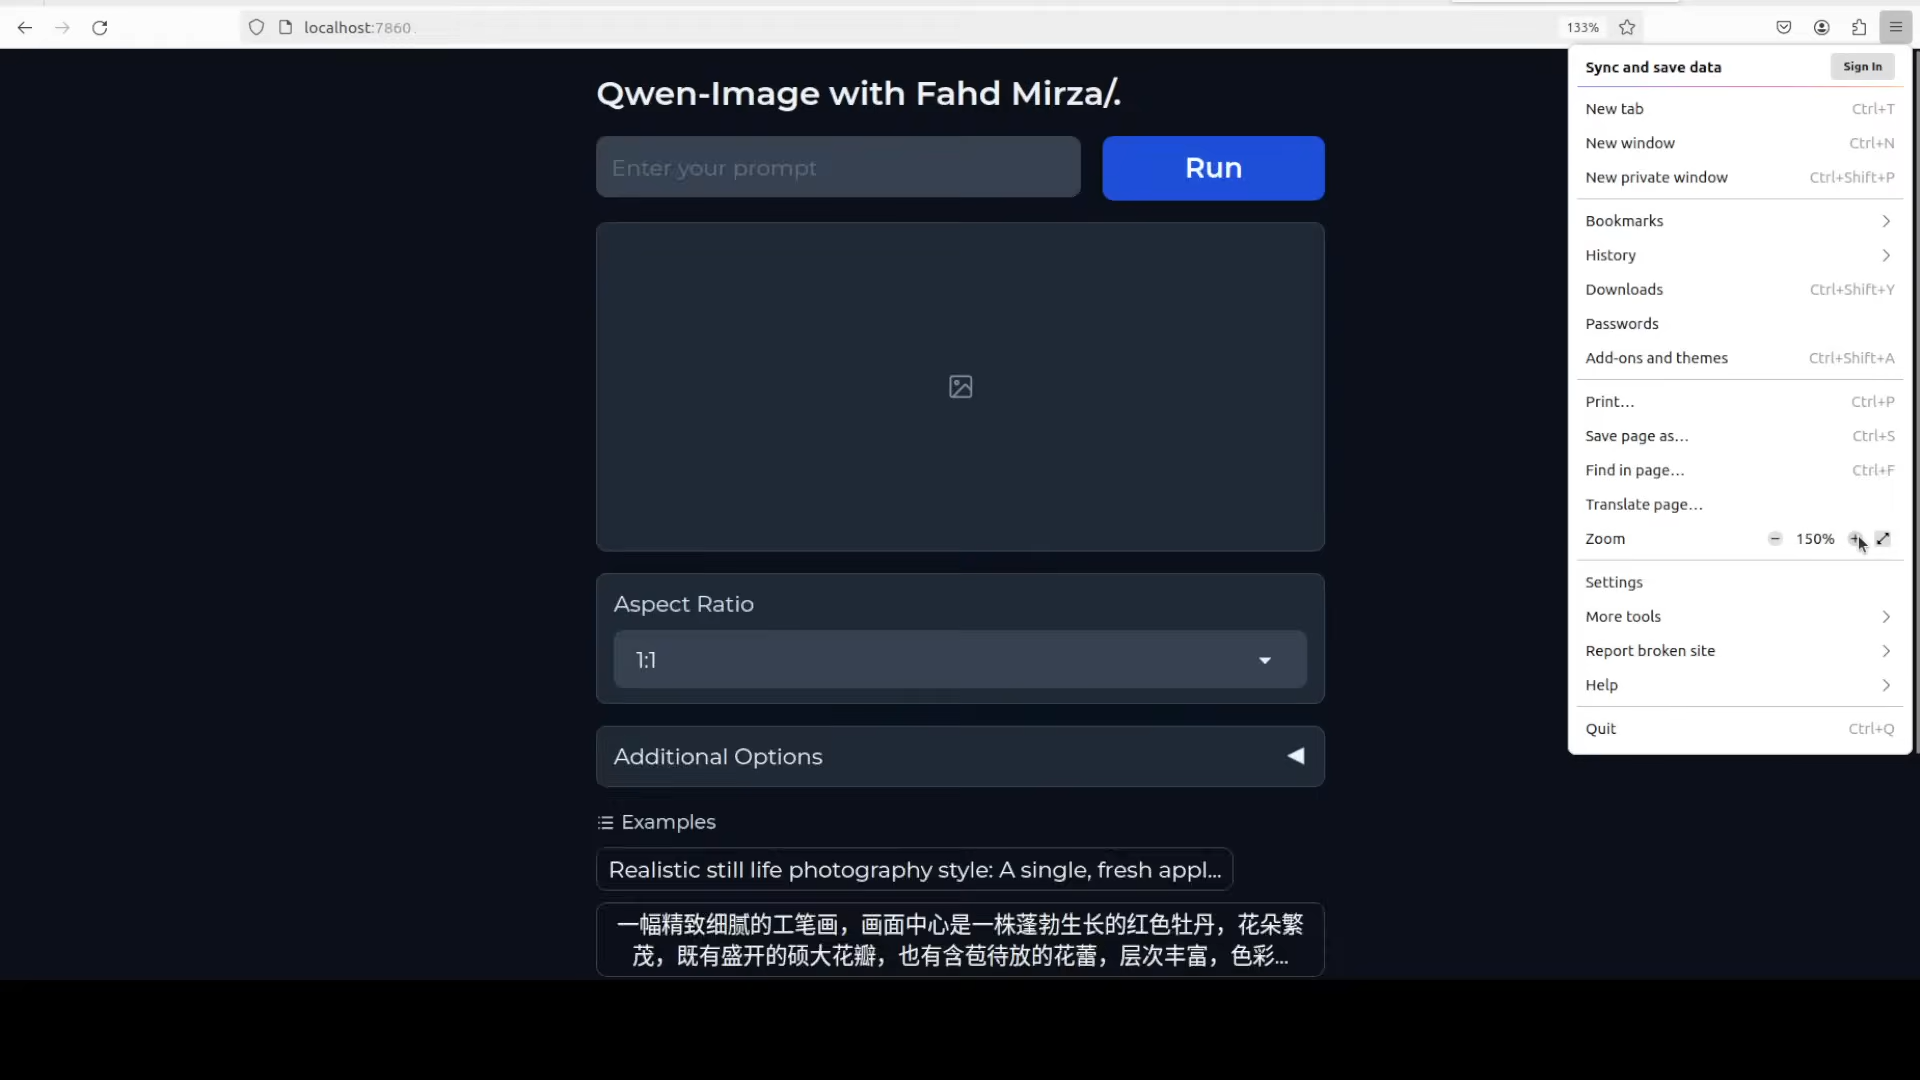 localhost:7860
133%
Qwen-Image with Fahd Mirza/.
Enter your prompt
Run
Aspect Ratio
1:1
Additional Options
Examples
Realistic still life photography style: A single, fresh appl...
一幅精致细腻的工笔画，画面中心是一株蓬勃生长的红色牡丹，花朵繁
茂，既有盛开的硕大花瓣，也有含苞待放的花蕾，层次丰富，色彩...
Sync and save data Sign In
New tab Ctrl+T
New window Ctrl+N
New private window Ctrl+Shift+P
Bookmarks
History
Downloads Ctrl+Shift+Y
Passwords
Add-ons and themes Ctrl+Shift+A
Print... Ctrl+P
Save page as... Ctrl+S
Find in page... Ctrl+F
Translate page...
Zoom 150%
Settings
More tools
Report broken site
Help
Quit Ctrl+Q